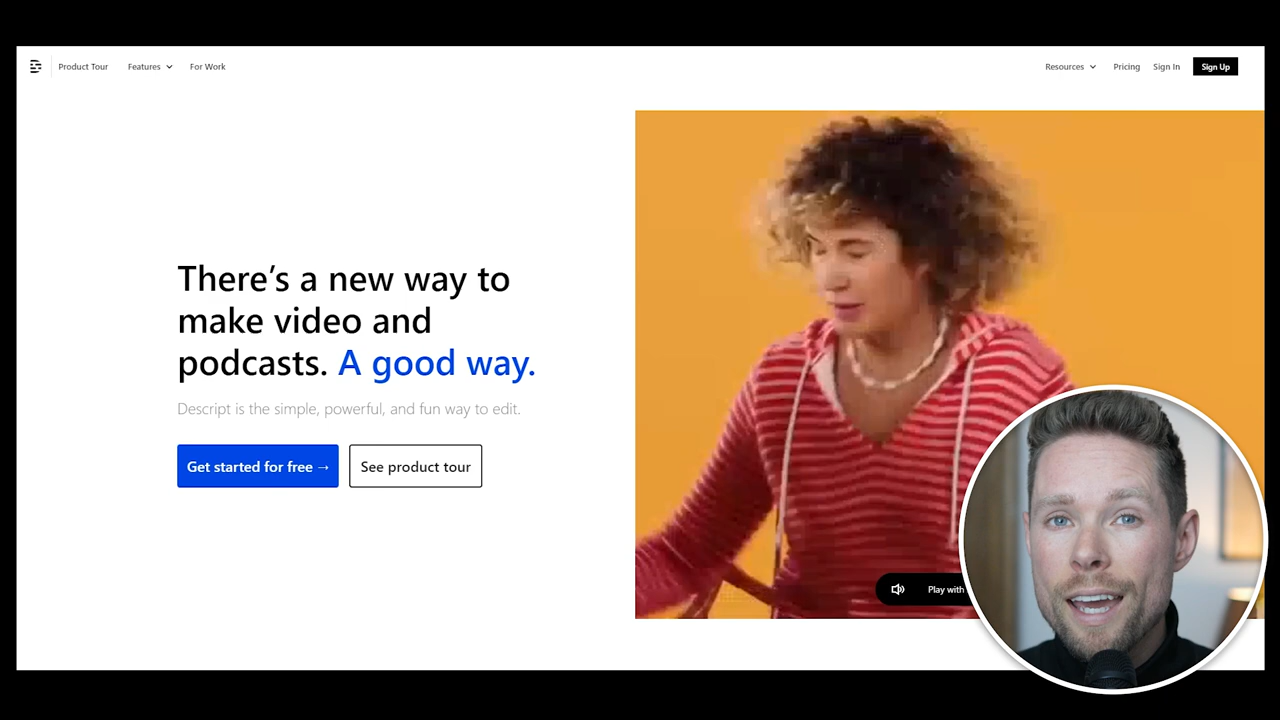 Product Tour
Features
For Work
Resources
Pricing
Sign In
Sign Up
There's a new way to
make video and
podcasts. A good way.
Descript is the simple, powerful, and fun way to edit.
Get started for free →
See product tour
Play with